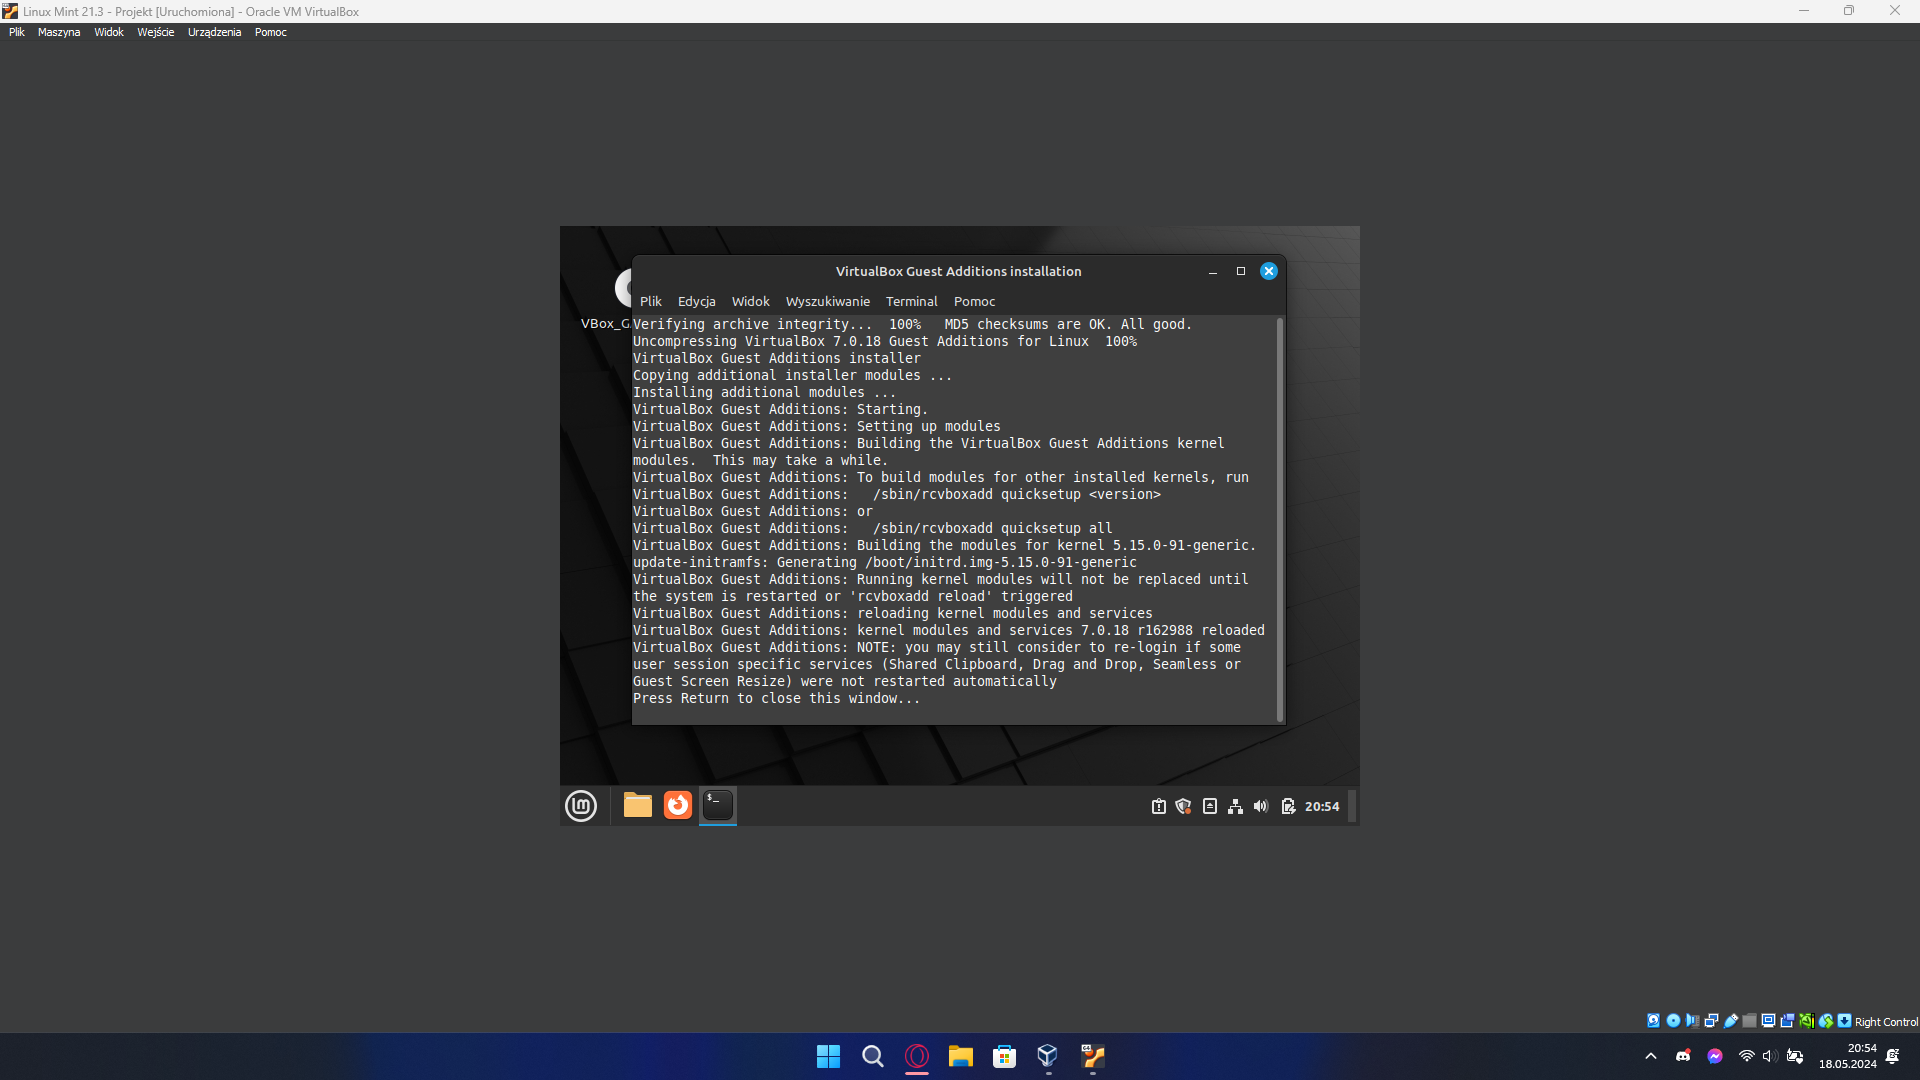 Linux Mint 21.3 - Projekt [Uruchomiona] - Oracle VM VirtualBox
Plik Maszyna Widok Wejście Urządzenia Pomoc
VirtualBox Guest Additions installation
Plik Edycja Widok Wyszukiwanie Terminal Pomoc
VBox_G
Verifying archive integrity...  100%   MD5 checksums are OK. All good.
Uncompressing VirtualBox 7.0.18 Guest Additions for Linux  100%
VirtualBox Guest Additions installer
Copying additional installer modules ...
Installing additional modules ...
VirtualBox Guest Additions: Starting.
VirtualBox Guest Additions: Setting up modules
VirtualBox Guest Additions: Building the VirtualBox Guest Additions kernel
modules.  This may take a while.
VirtualBox Guest Additions: To build modules for other installed kernels, run
VirtualBox Guest Additions:   /sbin/rcvboxadd quicksetup <version>
VirtualBox Guest Additions: or
VirtualBox Guest Additions:   /sbin/rcvboxadd quicksetup all
VirtualBox Guest Additions: Building the modules for kernel 5.15.0-91-generic.
update-initramfs: Generating /boot/initrd.img-5.15.0-91-generic
VirtualBox Guest Additions: Running kernel modules will not be replaced until
the system is restarted or 'rcvboxadd reload' triggered
VirtualBox Guest Additions: reloading kernel modules and services
VirtualBox Guest Additions: kernel modules and services 7.0.18 r162988 reloaded
VirtualBox Guest Additions: NOTE: you may still consider to re-login if some
user session specific services (Shared Clipboard, Drag and Drop, Seamless or
Guest Screen Resize) were not restarted automatically
Press Return to close this window...
20:54
Right Control
20:54
18.05.2024